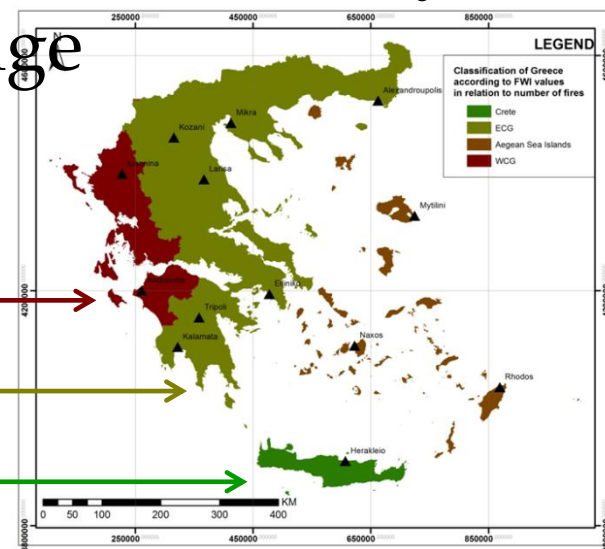 250000
450000
650000
850000
LEGEND
Classification of Greece
according to FWI values
in relation to number of fires
Crete
ECG
Aegean Sea Islands
WCG
Alexandroupolis
Mikra
Kozani
Larisa
Mytilini
4200000
Tripoli
Kalamata
Naxos
Rhodos
Herakleio
KM
0 50 100 200 300 400
250000
450000
650000
850000